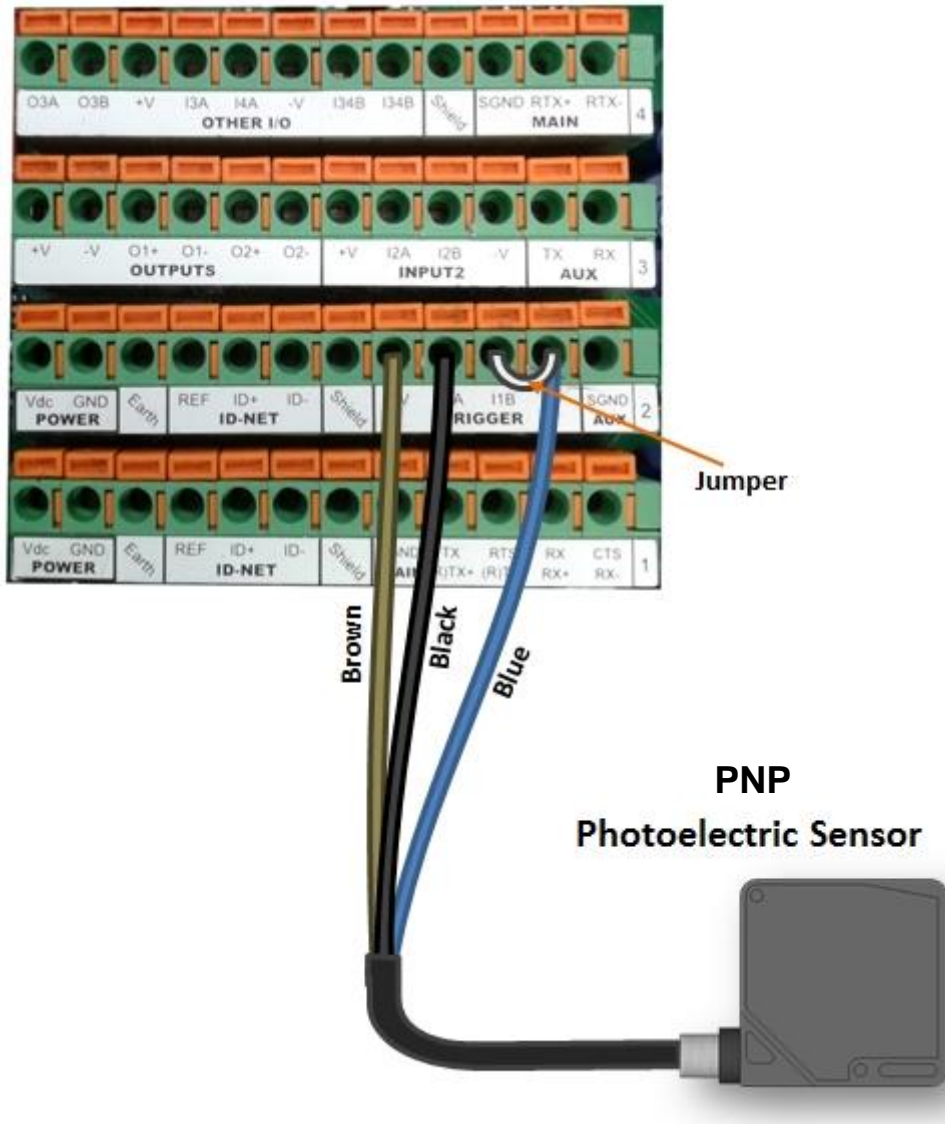 O3A O3B +V I3A I4A -V I34B I34B Shield SGND RTX+ RTX-
OTHER I/O MAIN 4
+V -V O1+ O1- O2+ O2- +V I2A I2B -V TX RX
OUTPUTS INPUT2 AUX 3
Vdc GND Earth REF ID+ ID- Shield I1B SGND
POWER ID-NET AUX 2
Jumper
Vdc GND Earth REF ID+ ID- Shield TX RTS RX CTS
POWER ID-NET RX+ RX- 1
Brown
Black
Blue
PNP
Photoelectric Sensor